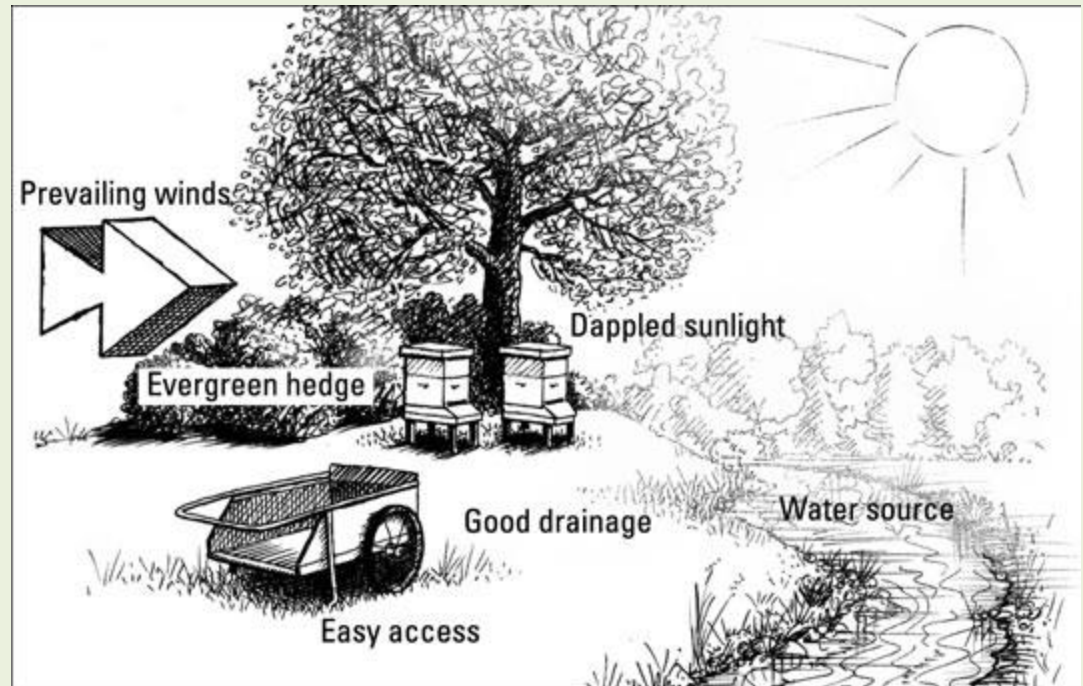 Prevailing winds
Dappled sunlight
Evergreen hedge
Good drainage
Water source
Easy access